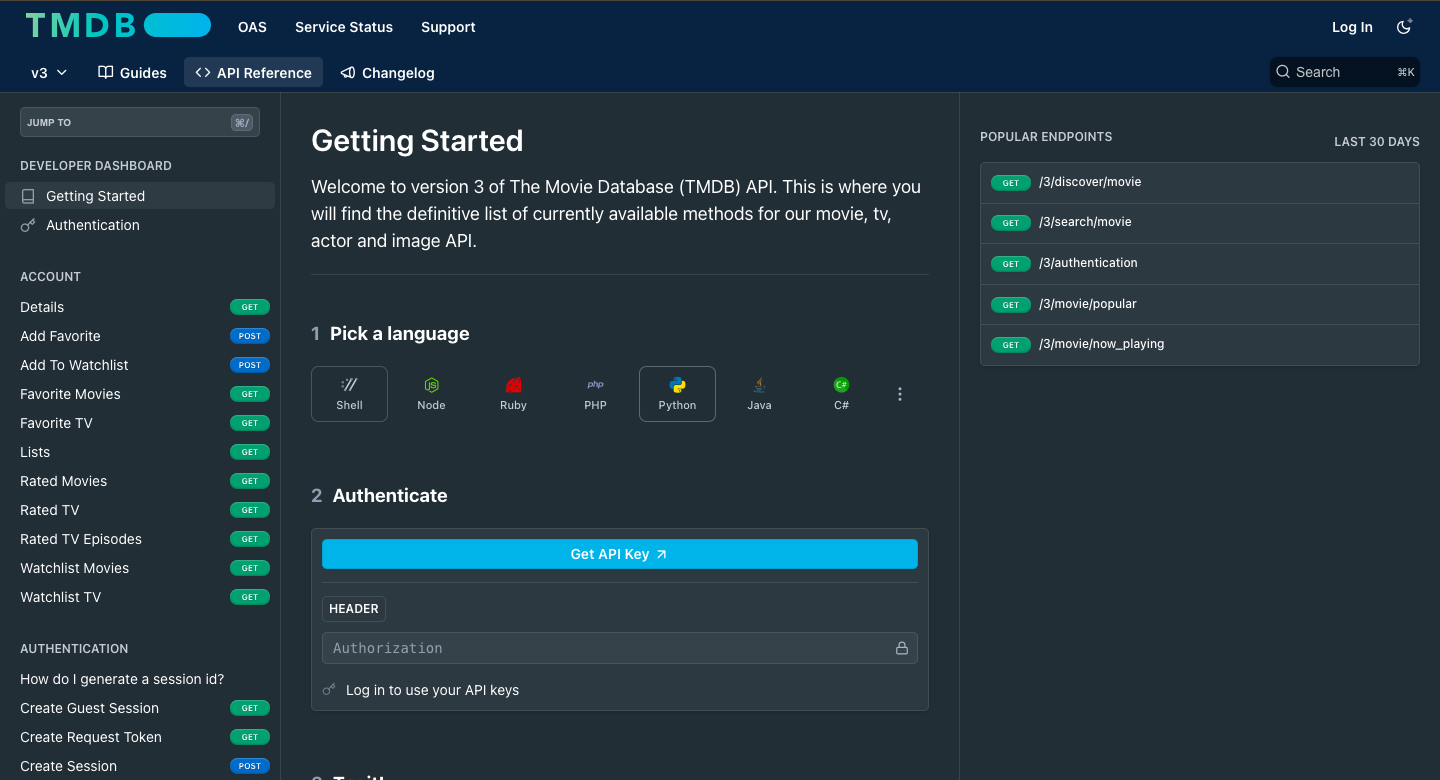 TMDB
OAS
Service Status
Support
Log In
v3
Guides
API Reference
Changelog
Search
⌘K
JUMP TO
⌘/
DEVELOPER DASHBOARD
Getting Started
Authentication
ACCOUNT
Details GET
Add Favorite POST
Add To Watchlist POST
Favorite Movies GET
Favorite TV GET
Lists GET
Rated Movies GET
Rated TV GET
Rated TV Episodes GET
Watchlist Movies GET
Watchlist TV GET
AUTHENTICATION
How do I generate a session id?
Create Guest Session GET
Create Request Token GET
Create Session POST
Getting Started
Welcome to version 3 of The Movie Database (TMDB) API. This is where you
will find the definitive list of currently available methods for our movie, tv,
actor and image API.
1 Pick a language
Shell
JS
Node
Ruby
php
PHP
Python
Java
C#
C#
2 Authenticate
Get API Key
HEADER
Authorization
Log in to use your API keys
POPULAR ENDPOINTS
LAST 30 DAYS
GET /3/discover/movie
GET /3/search/movie
GET /3/authentication
GET /3/movie/popular
GET /3/movie/now_playing